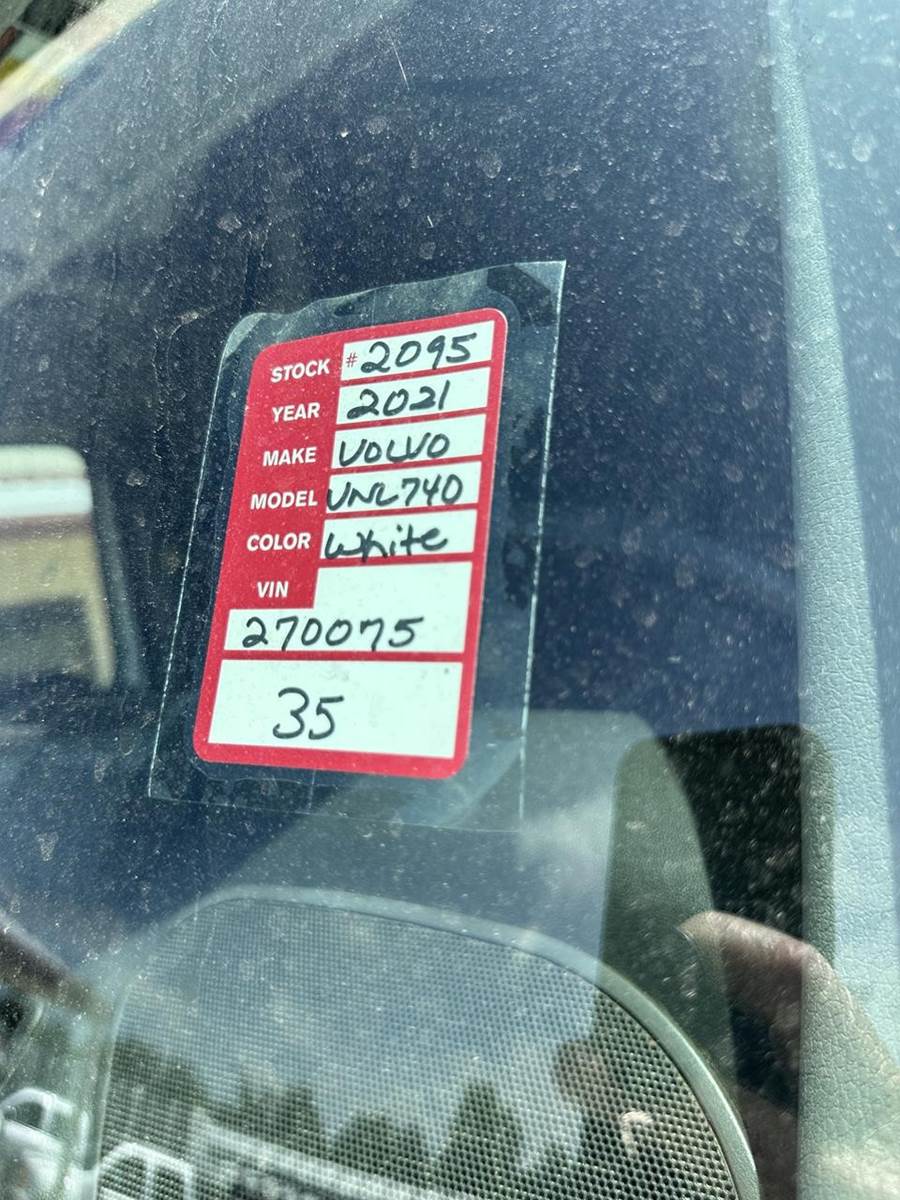 STOCK # 2095
YEAR 2021
MAKE VOLVO
MODEL VNL740
COLOR White
VIN
270075
35